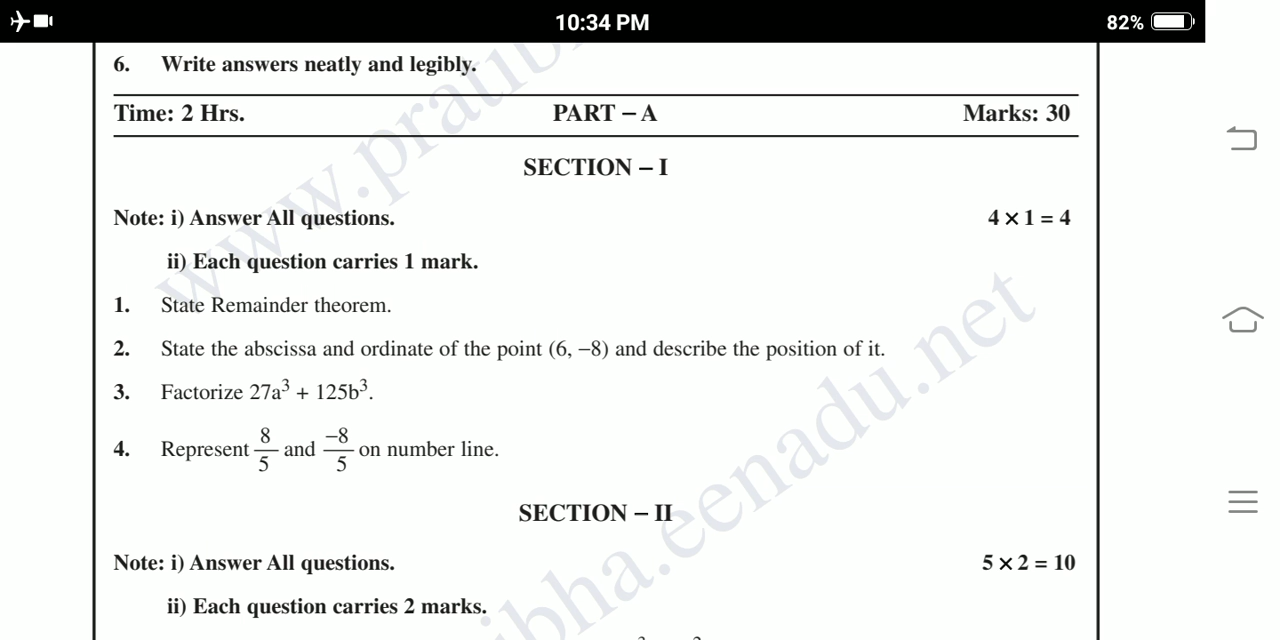 10:34 PM
82%
6. Write answers neatly and legibly.
Time: 2 Hrs. PART – A Marks: 30
SECTION – I
Note: i) Answer All questions. 4 × 1 = 4
ii) Each question carries 1 mark.
1. State Remainder theorem.
2. State the abscissa and ordinate of the point (6, −8) and describe the position of it.
3. Factorize 27a³ + 125b³.
4. Represent 8/5 and −8/5 on number line.
SECTION – II
Note: i) Answer All questions. 5 × 2 = 10
ii) Each question carries 2 marks.